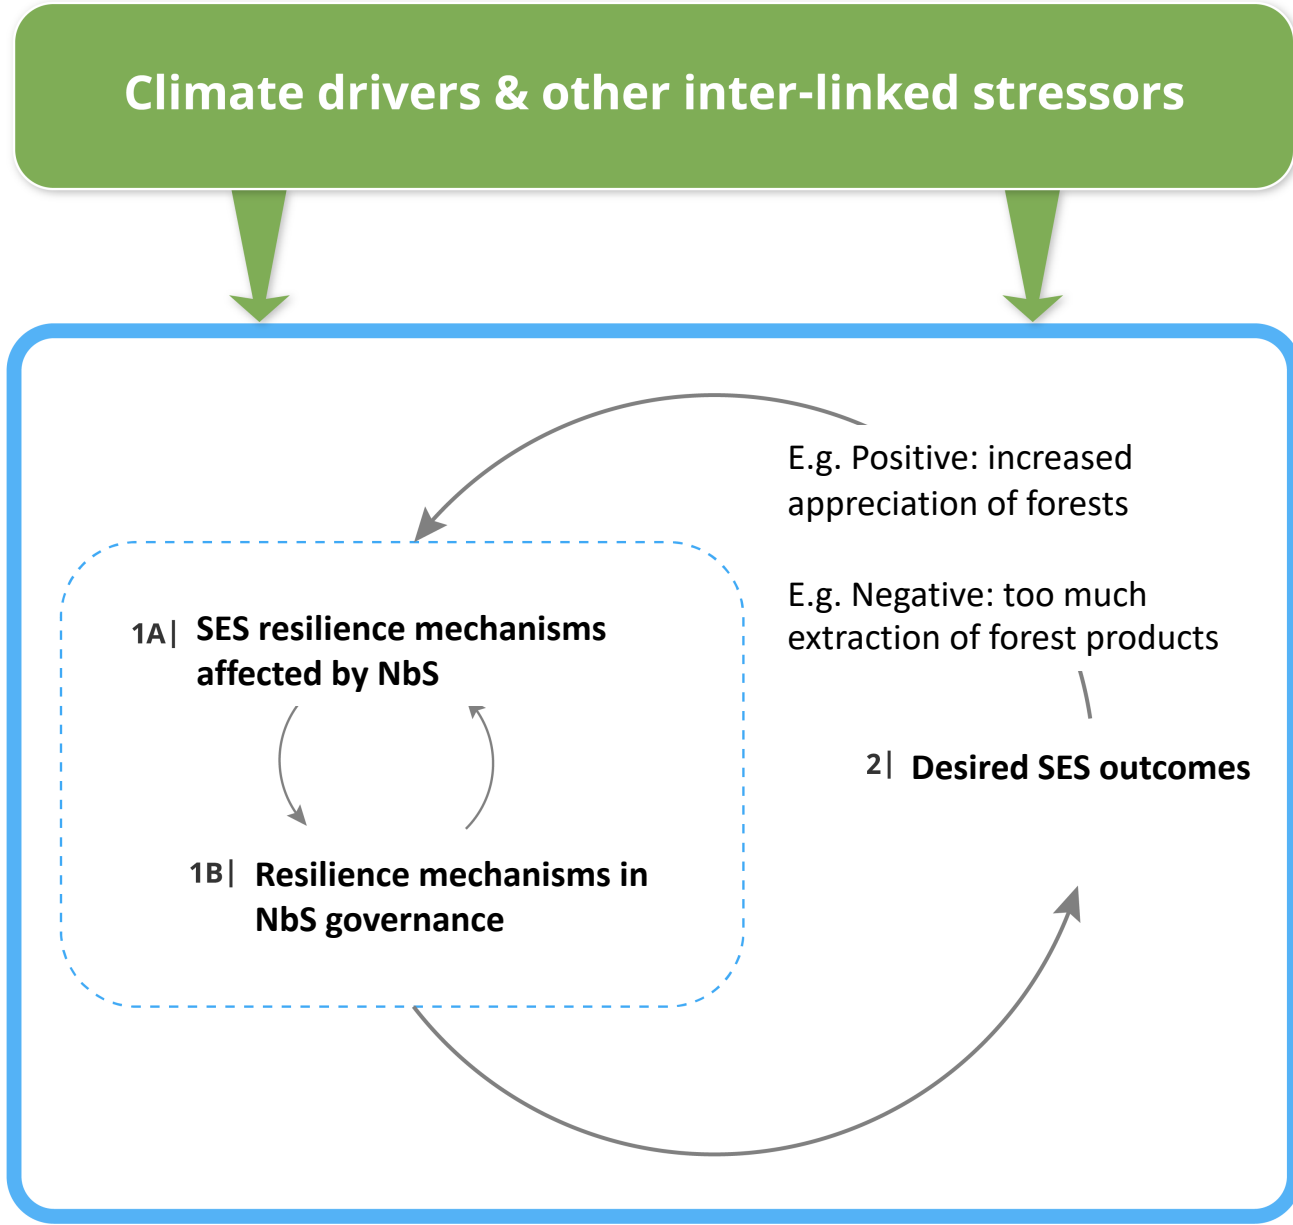 Climate drivers & other inter-linked stressors
E.g. Positive: increased
appreciation of forests
E.g. Negative: too much
extraction of forest products
1A| SES resilience mechanisms
affected by NbS
2| Desired SES outcomes
1B| Resilience mechanisms in
NbS governance